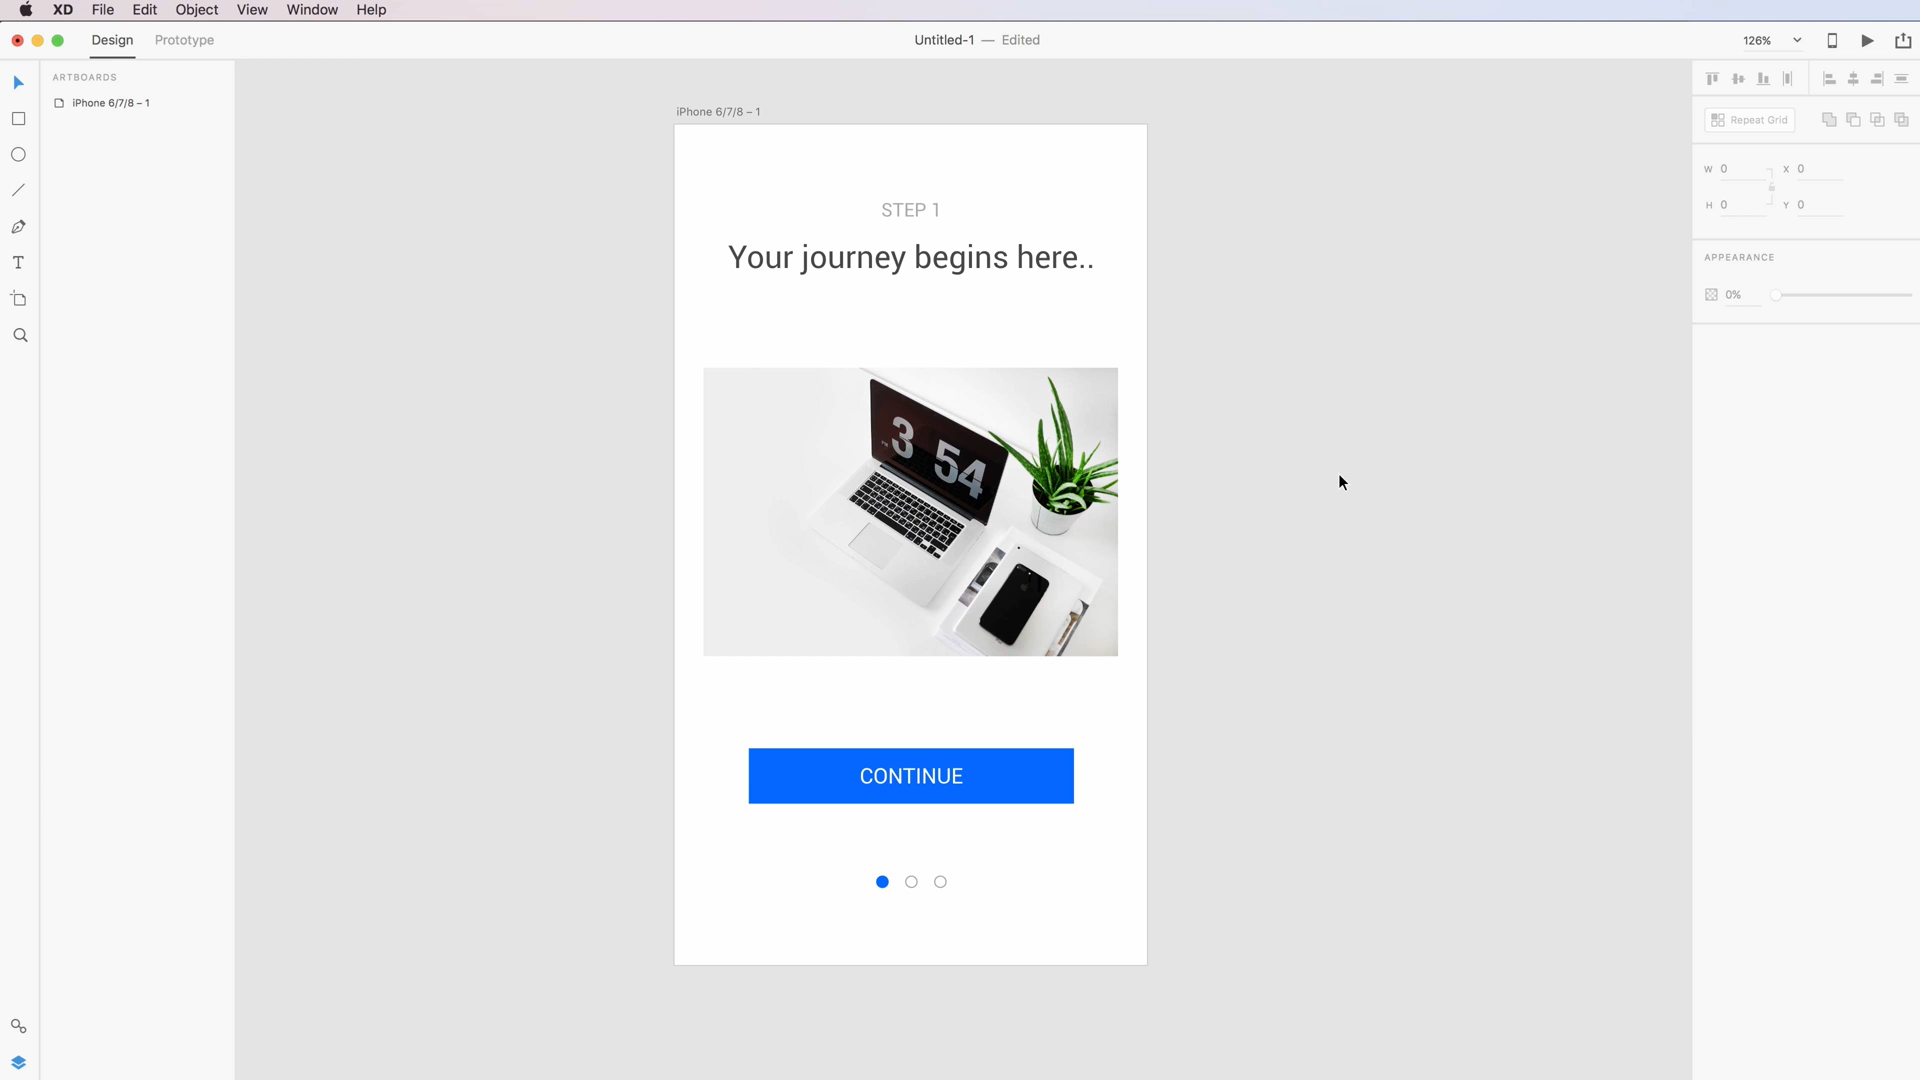 XD File Edit Object View Window Help
Design Prototype
Untitled-1 — Edited
126%
ARTBOARDS
iPhone 6/7/8 – 1
iPhone 6/7/8 – 1
STEP 1
Your journey begins here..
3 54
CONTINUE
Repeat Grid
W 0 X 0
H 0 Y 0
APPEARANCE
0%